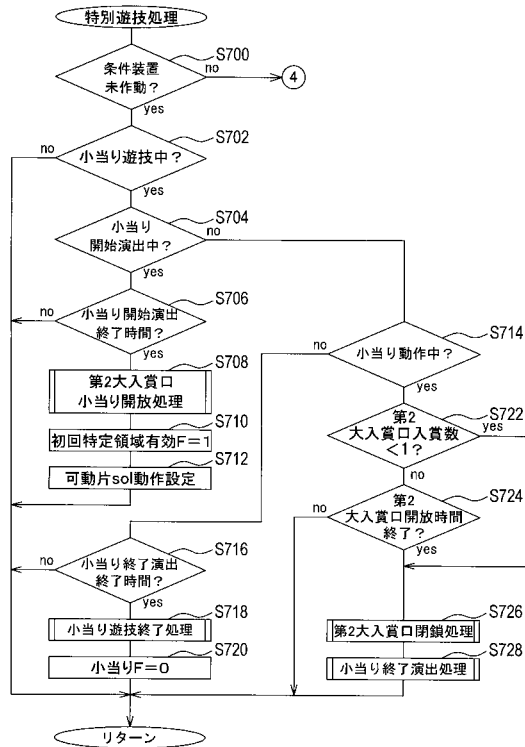 特別遊技処理
S700
条件装置
未作動？
no
4
yes
S702
no
小当り遊技中？
yes
S704
小当り
開始演出中？
no
yes
S706
no
小当り開始演出
終了時間？
yes
S708
第2大入賞口
小当り開放処理
S710
初回特定領域有効F＝1
S712
可動片sol動作設定
S714
no
小当り動作中？
yes
S722
第2
大入賞口入賞数
＜1？
yes
no
S724
no
第2
大入賞口開放時間
終了？
yes
S716
no
小当り終了演出
終了時間？
yes
S718
小当り遊技終了処理
S720
小当りF＝0
S726
第2大入賞口閉鎖処理
S728
小当り終了演出処理
リターン